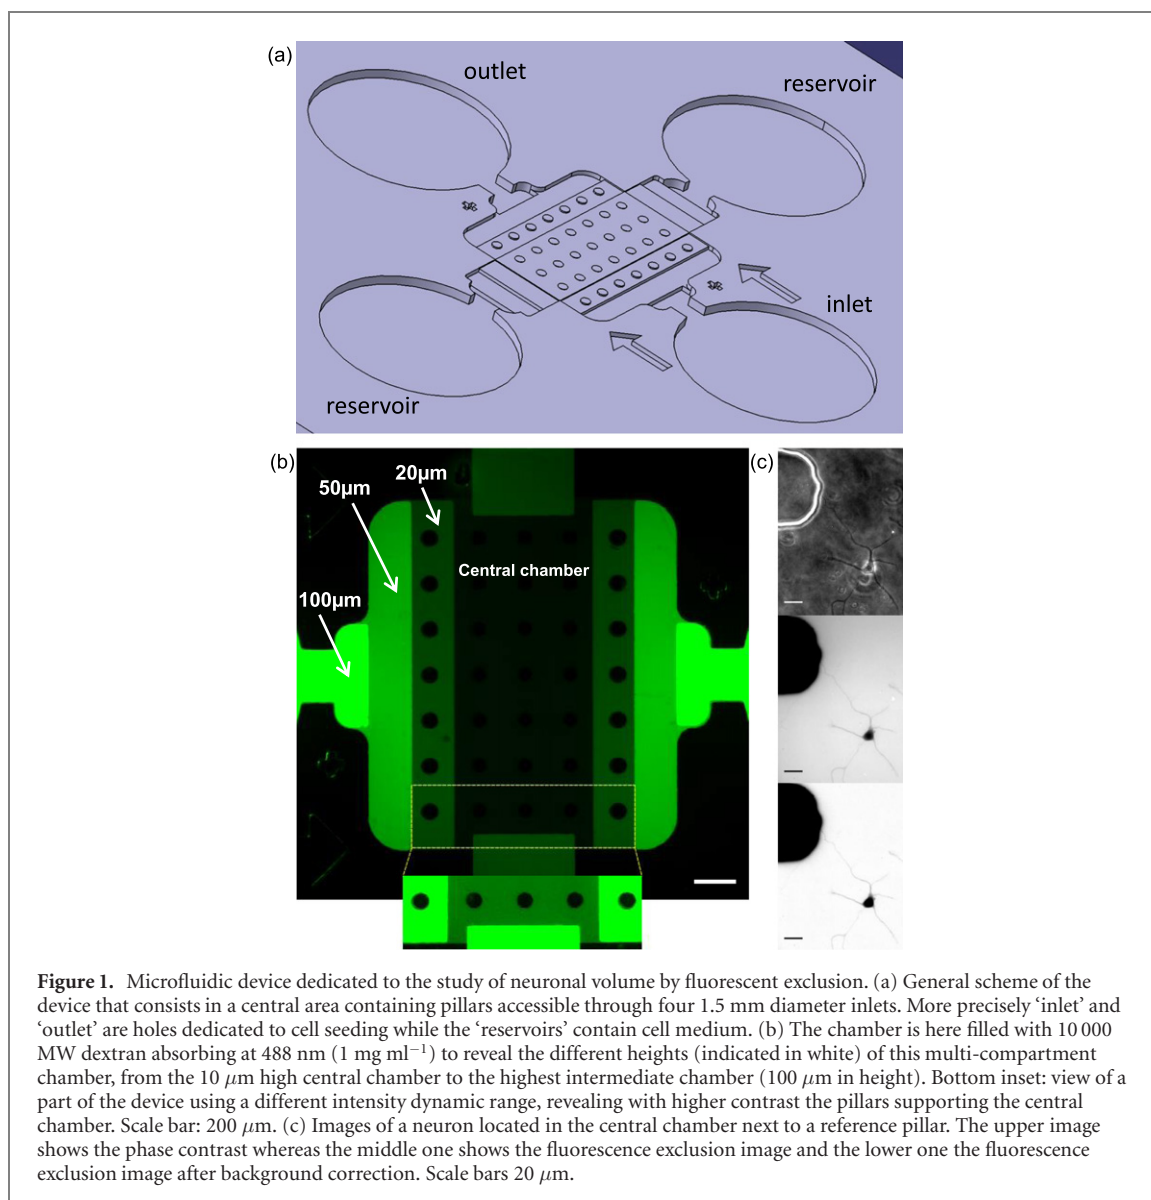 (a)
outlet
reservoir
inlet
reservoir
(b)
(c)
20μm
50μm
Central chamber
100μm
Figure 1. Microfluidic device dedicated to the study of neuronal volume by fluorescent exclusion. (a) General scheme of the
device that consists in a central area containing pillars accessible through four 1.5 mm diameter inlets. More precisely ‘inlet’ and
‘outlet’ are holes dedicated to cell seeding while the ‘reservoirs’ contain cell medium. (b) The chamber is here filled with 10 000
MW dextran absorbing at 488 nm (1 mg ml⁻¹) to reveal the different heights (indicated in white) of this multi-compartment
chamber, from the 10 μm high central chamber to the highest intermediate chamber (100 μm in height). Bottom inset: view of a
part of the device using a different intensity dynamic range, revealing with higher contrast the pillars supporting the central
chamber. Scale bar: 200 μm. (c) Images of a neuron located in the central chamber next to a reference pillar. The upper image
shows the phase contrast whereas the middle one shows the fluorescence exclusion image and the lower one the fluorescence
exclusion image after background correction. Scale bars 20 μm.